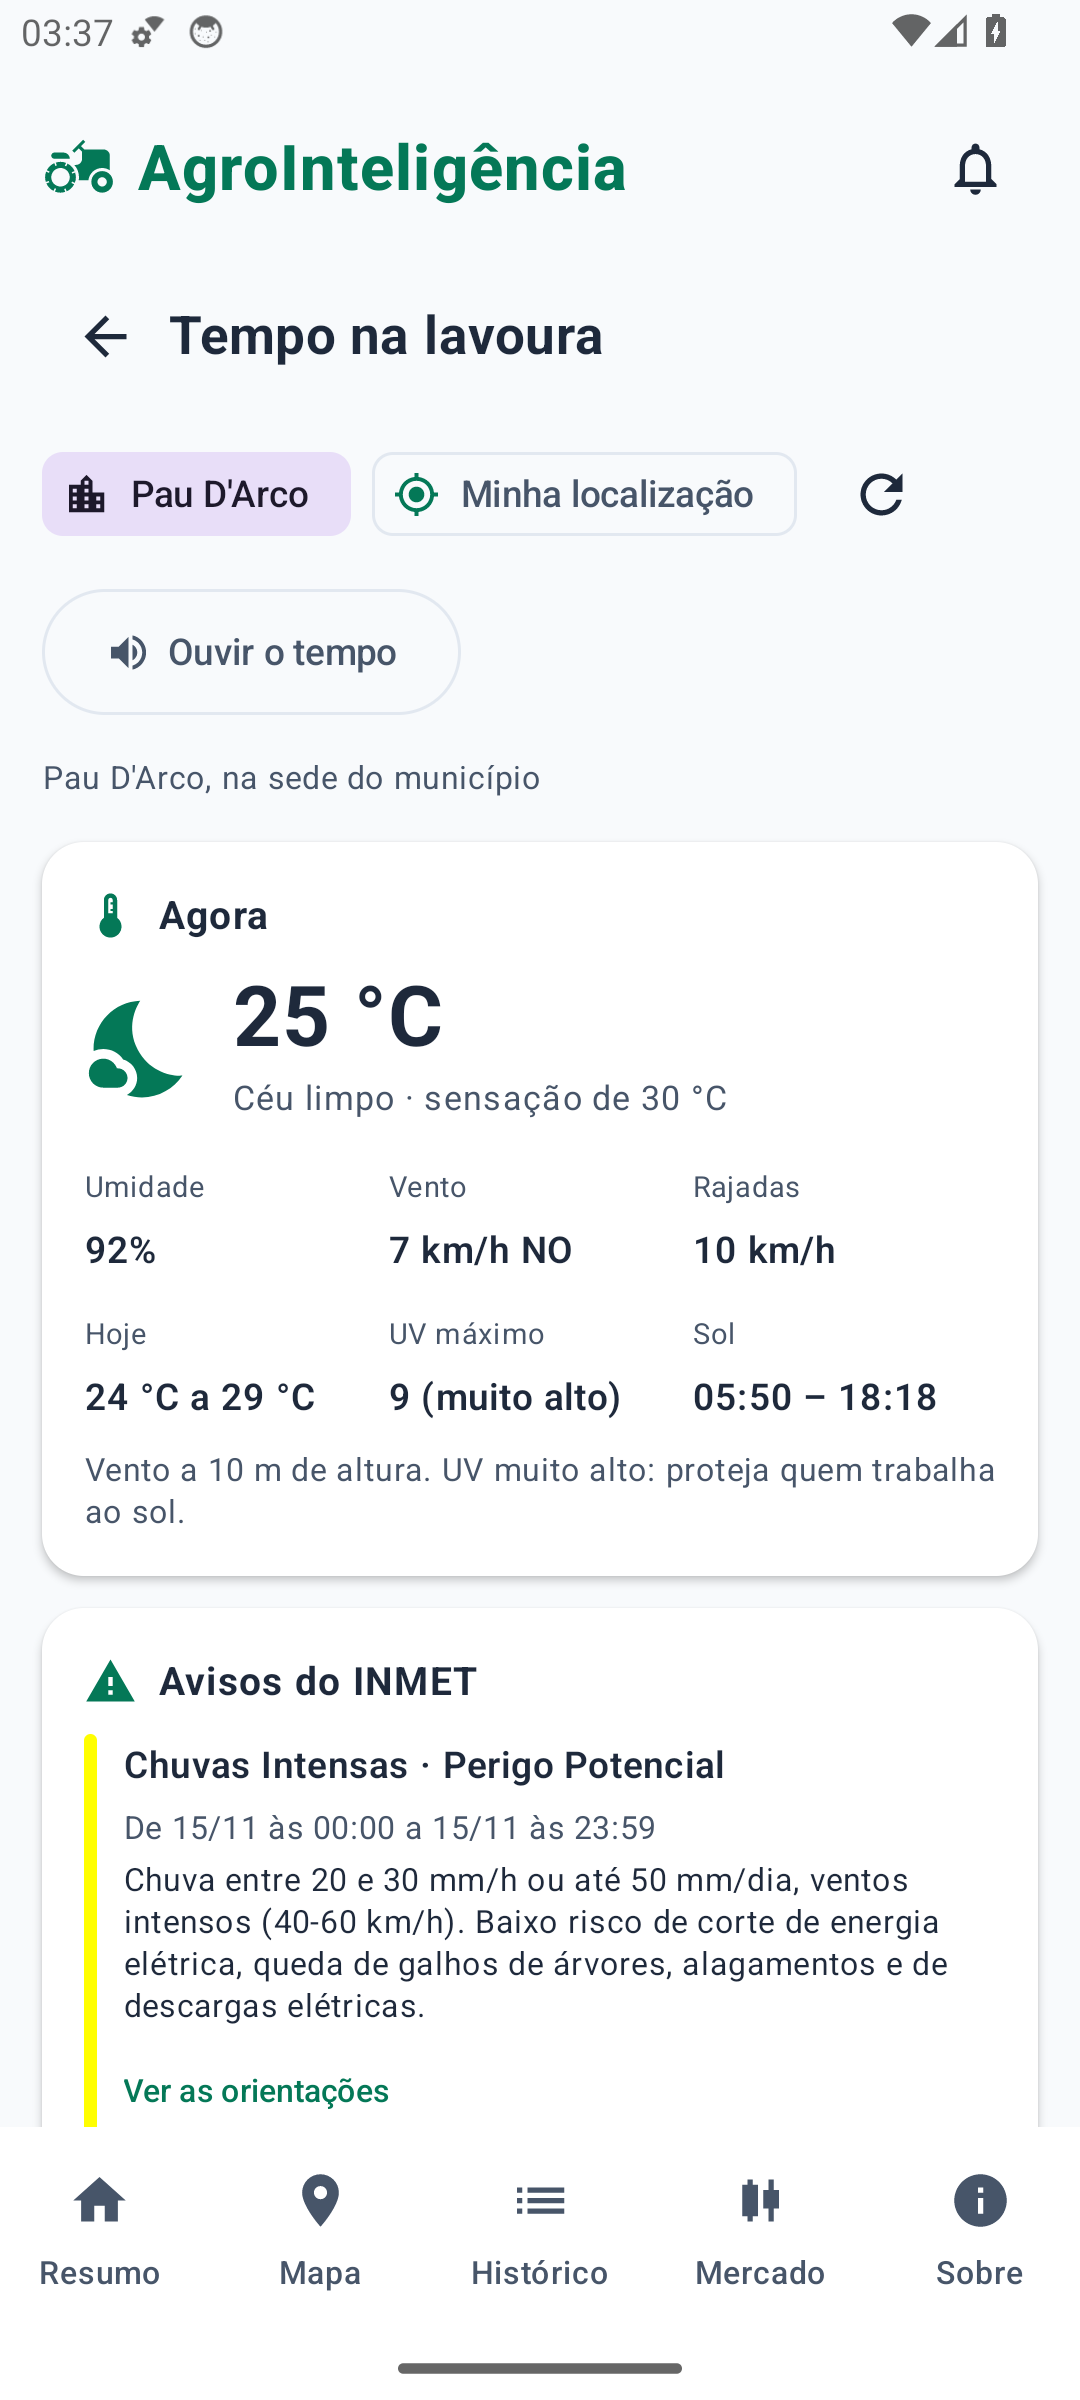 03:37
AgroInteligência
Tempo na lavoura
Pau D'Arco
Minha localização
Ouvir o tempo
Pau D'Arco, na sede do município
Agora
25 °C
Céu limpo · sensação de 30 °C
Umidade
Vento
Rajadas
92%
7 km/h NO
10 km/h
Hoje
UV máximo
Sol
24 °C a 29 °C
9 (muito alto)
05:50 – 18:18
Vento a 10 m de altura. UV muito alto: proteja quem trabalha
ao sol.
Avisos do INMET
Chuvas Intensas · Perigo Potencial
De 15/11 às 00:00 a 15/11 às 23:59
Chuva entre 20 e 30 mm/h ou até 50 mm/dia, ventos
intensos (40-60 km/h). Baixo risco de corte de energia
elétrica, queda de galhos de árvores, alagamentos e de
descargas elétricas.
Ver as orientações
Resumo
Mapa
Histórico
Mercado
Sobre